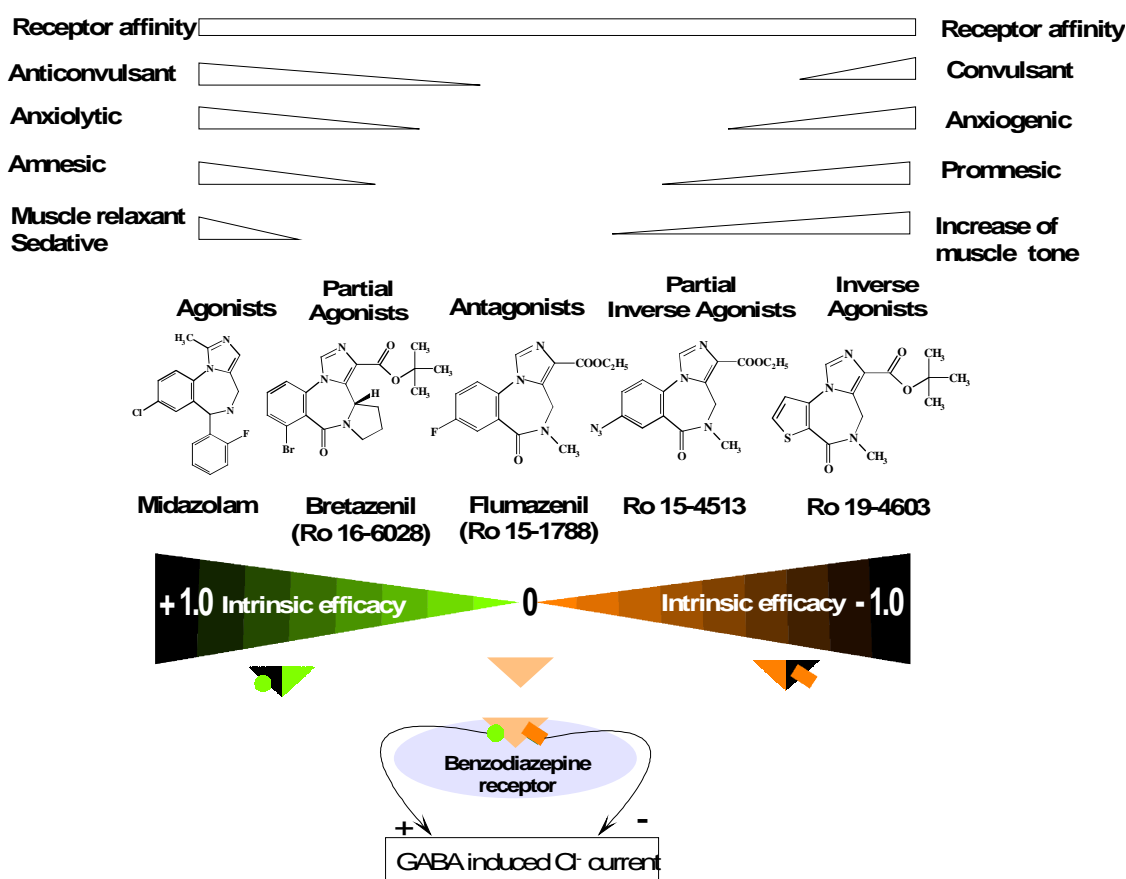 Receptor affinity
Receptor affinity
Anticonvulsant
Convulsant
Anxiolytic
Anxiogenic
Amnesic
Promnesic
Muscle relaxant
Sedative
Increase of
muscle tone
Agonists
Partial
Agonists
Antagonists
Partial
Inverse Agonists
Inverse
Agonists
H₃C
N
N
N
Cl
F
N
O
O
CH₃
CH₃
CH₃
N
H
N
Br
O
N
COOC₂H₅
N
F
N
CH₃
O
N
COOC₂H₅
N
N₃
N
CH₃
O
N
O
O
CH₃
CH₃
CH₃
N
S
N
CH₃
O
Midazolam
Bretazenil
(Ro 16-6028)
Flumazenil
(Ro 15-1788)
Ro 15-4513
Ro 19-4603
+ 1.0 Intrinsic efficacy
0
Intrinsic efficacy - 1.0
Benzodiazepine
receptor
+
-
GABA induced Cl⁻ current